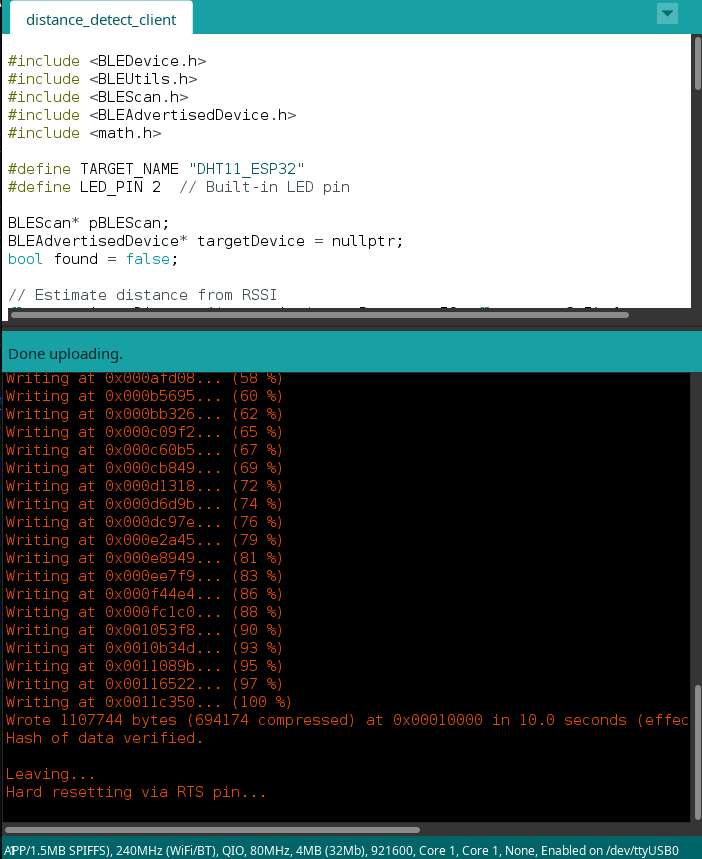 distance_detect_client
#include <BLEDevice.h>
#include <BLEUtils.h>
#include <BLEScan.h>
#include <BLEAdvertisedDevice.h>
#include <math.h>
#define TARGET_NAME "DHT11_ESP32"
#define LED_PIN 2  // Built-in LED pin
BLEScan* pBLEScan;
BLEAdvertisedDevice* targetDevice = nullptr;
bool found = false;
// Estimate distance from RSSI
Done uploading.
Writing at 0x000afd08... (58 %)
Writing at 0x000b5695... (60 %)
Writing at 0x000bb326... (62 %)
Writing at 0x000c09f2... (65 %)
Writing at 0x000c60b5... (67 %)
Writing at 0x000cb849... (69 %)
Writing at 0x000d1318... (72 %)
Writing at 0x000d6d9b... (74 %)
Writing at 0x000dc97e... (76 %)
Writing at 0x000e2a45... (79 %)
Writing at 0x000e8949... (81 %)
Writing at 0x000ee7f9... (83 %)
Writing at 0x000f44e4... (86 %)
Writing at 0x000fc1c0... (88 %)
Writing at 0x001053f8... (90 %)
Writing at 0x0010b34d... (93 %)
Writing at 0x0011089b... (95 %)
Writing at 0x00116522... (97 %)
Writing at 0x0011c350... (100 %)
Wrote 1107744 bytes (694174 compressed) at 0x00010000 in 10.0 seconds (effec
Hash of data verified.
Leaving...
Hard resetting via RTS pin...
/1.5MB SPIFFS), 240MHz (WiFi/BT), QIO, 80MHz, 4MB (32Mb), 921600, Core 1, Core 1, None, Enabled on /dev/ttyUSB0